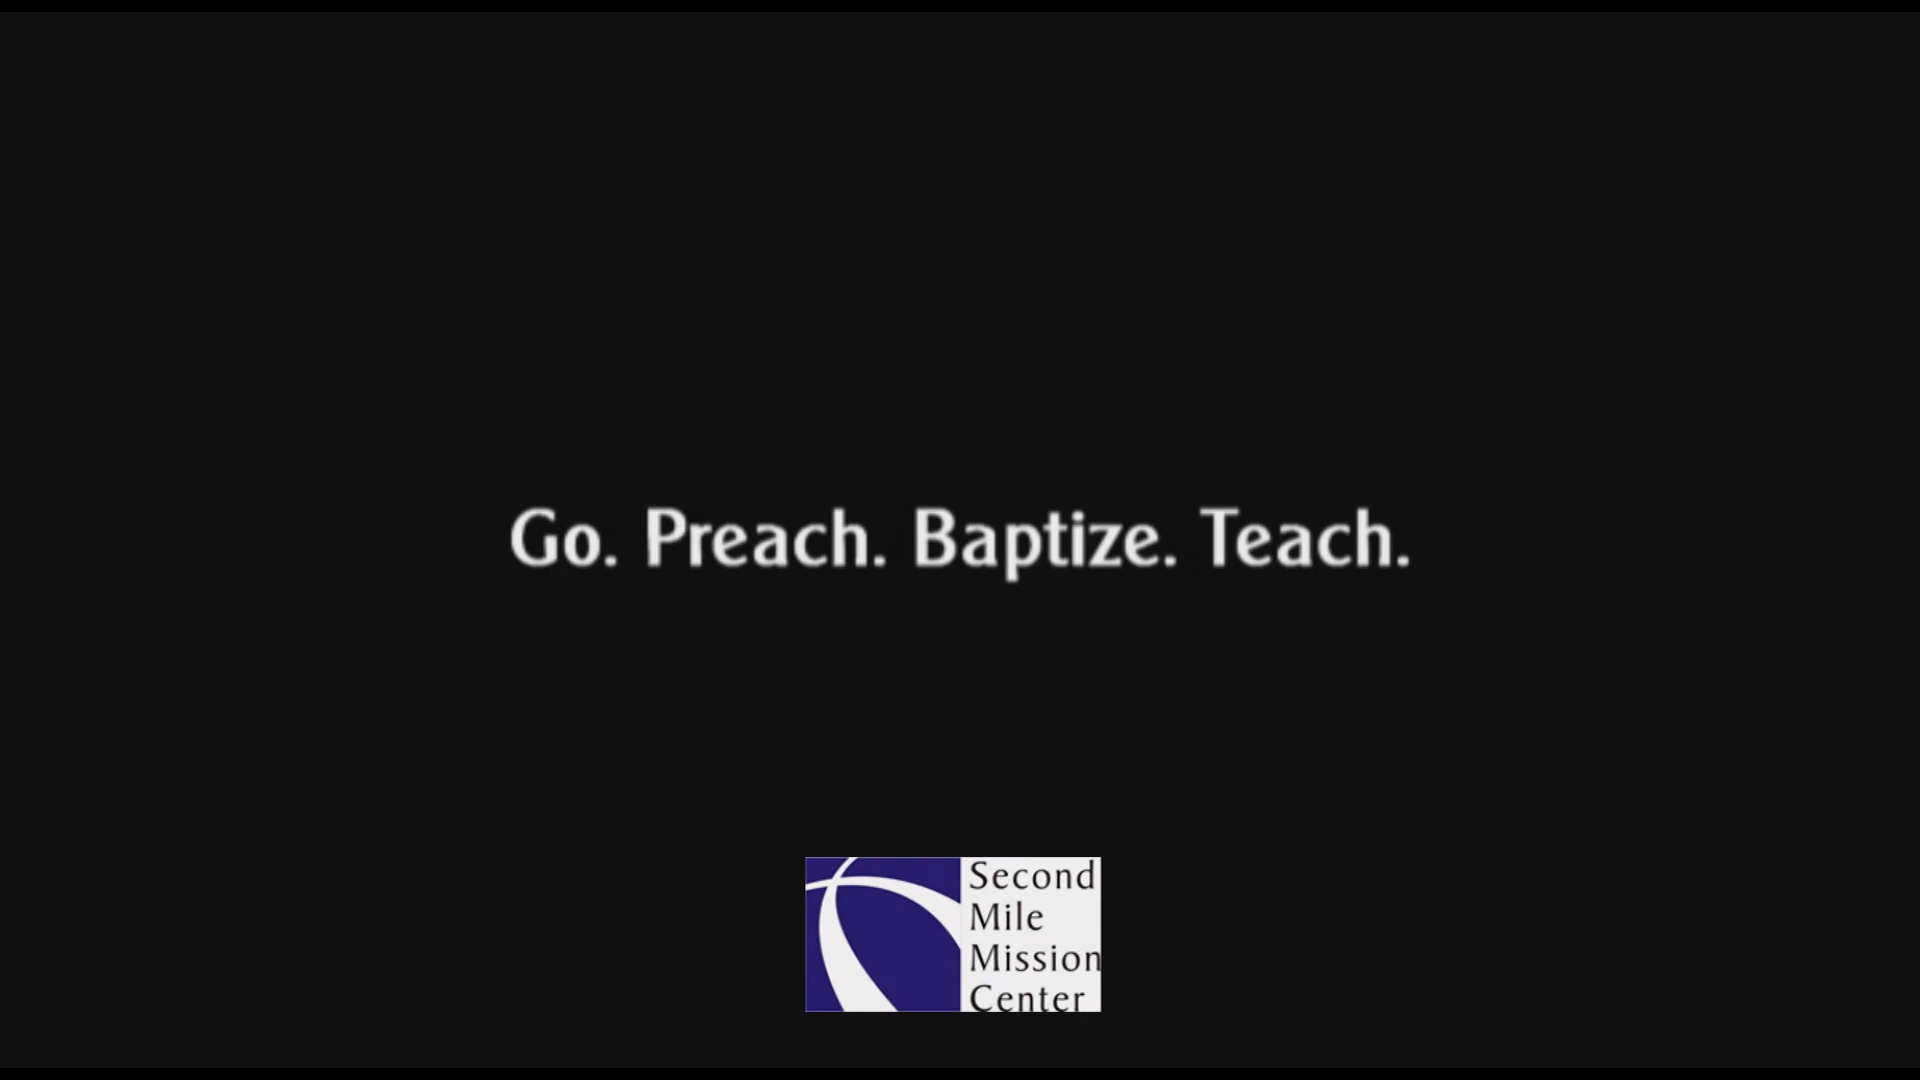 Go. Preach. Baptize. Teach.
Second
Mile
Mission
Center